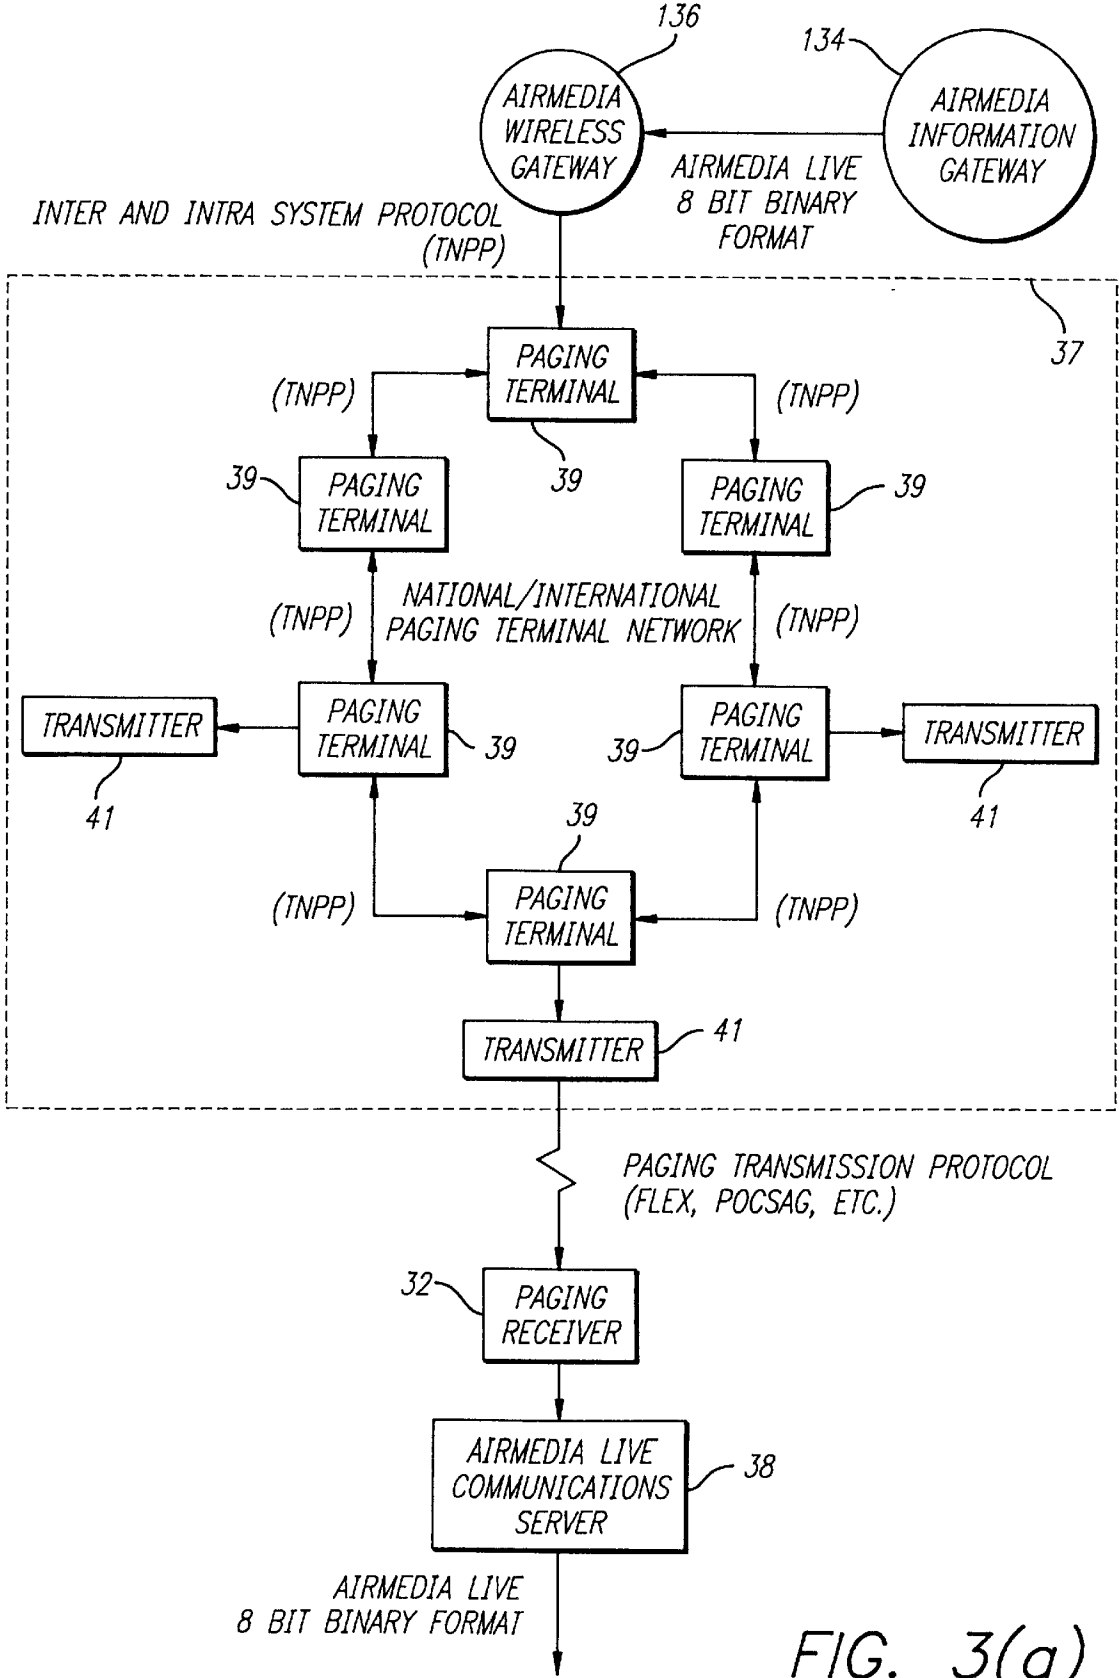 136
134
AIRMEDIA
WIRELESS
GATEWAY
AIRMEDIA
INFORMATION
GATEWAY
AIRMEDIA LIVE
8 BIT BINARY
FORMAT
INTER AND INTRA SYSTEM PROTOCOL
(TNPP)
37
PAGING
TERMINAL
(TNPP)
(TNPP)
39
39
PAGING
TERMINAL
PAGING
TERMINAL
39
NATIONAL/INTERNATIONAL
PAGING TERMINAL NETWORK
(TNPP)
(TNPP)
TRANSMITTER
41
PAGING
TERMINAL
39
39
PAGING
TERMINAL
TRANSMITTER
41
39
(TNPP)
PAGING
TERMINAL
(TNPP)
TRANSMITTER
41
PAGING TRANSMISSION PROTOCOL
(FLEX, POCSAG, ETC.)
32
PAGING
RECEIVER
AIRMEDIA LIVE
COMMUNICATIONS
SERVER
38
AIRMEDIA LIVE
8 BIT BINARY FORMAT
FIG. 3(a)